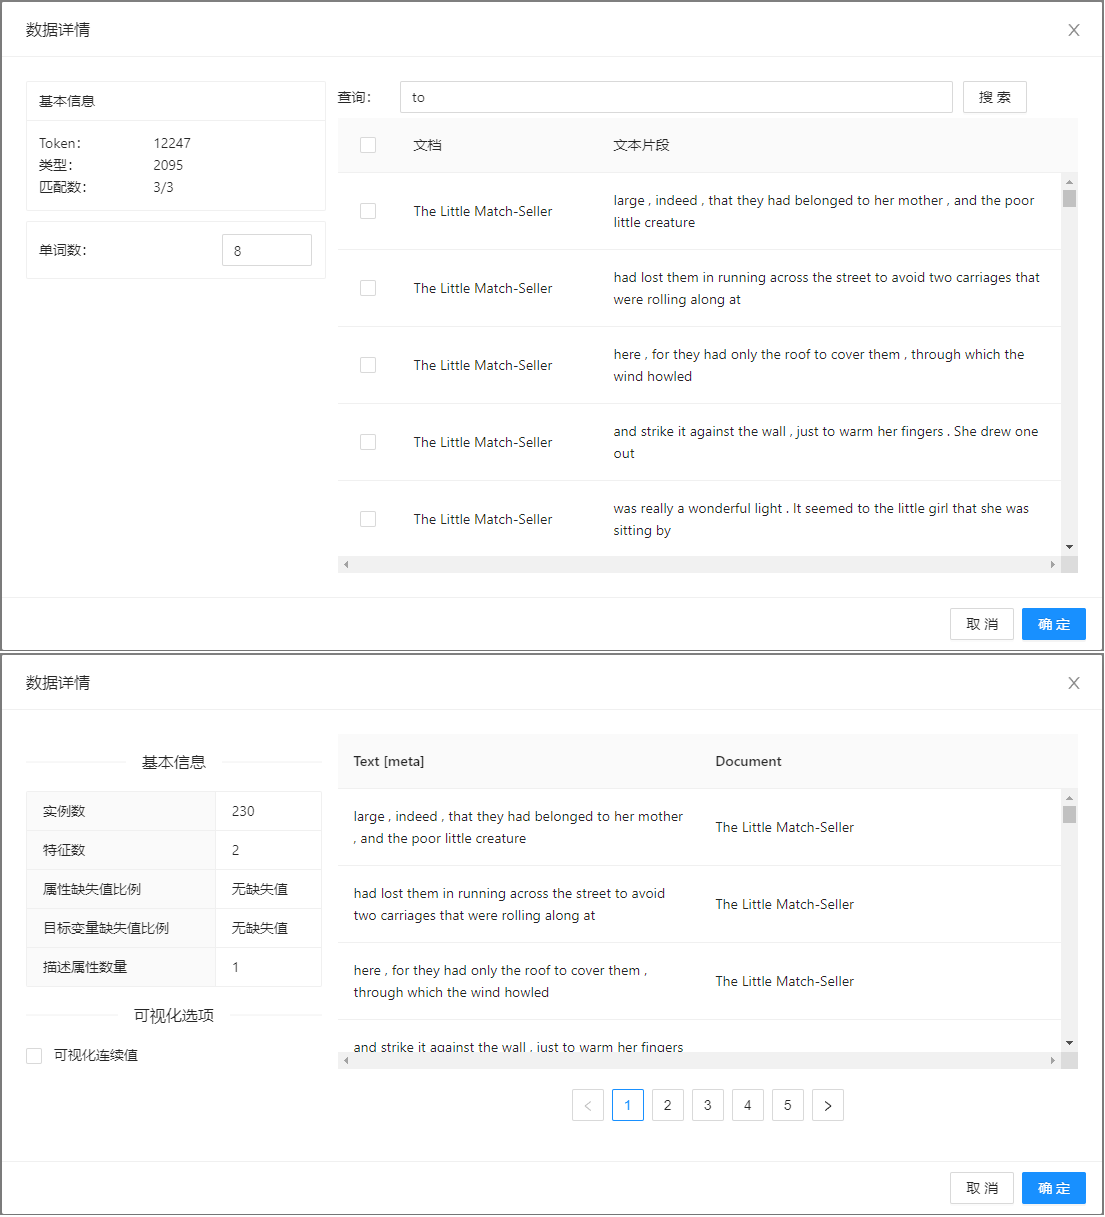 数据详情
基本信息
Token: 12247
类型: 2095
匹配数: 3/3
单词数: 8
查询: to 搜 索
文档 文本片段
The Little Match-Seller
large , indeed , that they had belonged to her mother , and the poor
little creature
The Little Match-Seller
had lost them in running across the street to avoid two carriages that
were rolling along at
The Little Match-Seller
here , for they had only the roof to cover them , through which the
wind howled
The Little Match-Seller
and strike it against the wall , just to warm her fingers . She drew one
out
The Little Match-Seller
was really a wonderful light . It seemed to the little girl that she was
sitting by
取 消 确 定
数据详情
基本信息
实例数 230
特征数 2
属性缺失值比例 无缺失值
目标变量缺失值比例 无缺失值
描述属性数量 1
可视化选项
可视化连续值
Text [meta] Document
large , indeed , that they had belonged to her mother
, and the poor little creature
The Little Match-Seller
had lost them in running across the street to avoid
two carriages that were rolling along at
The Little Match-Seller
here , for they had only the roof to cover them ,
through which the wind howled
The Little Match-Seller
and strike it against the wall , just to warm her fingers
< 1 2 3 4 5 >
取 消 确 定